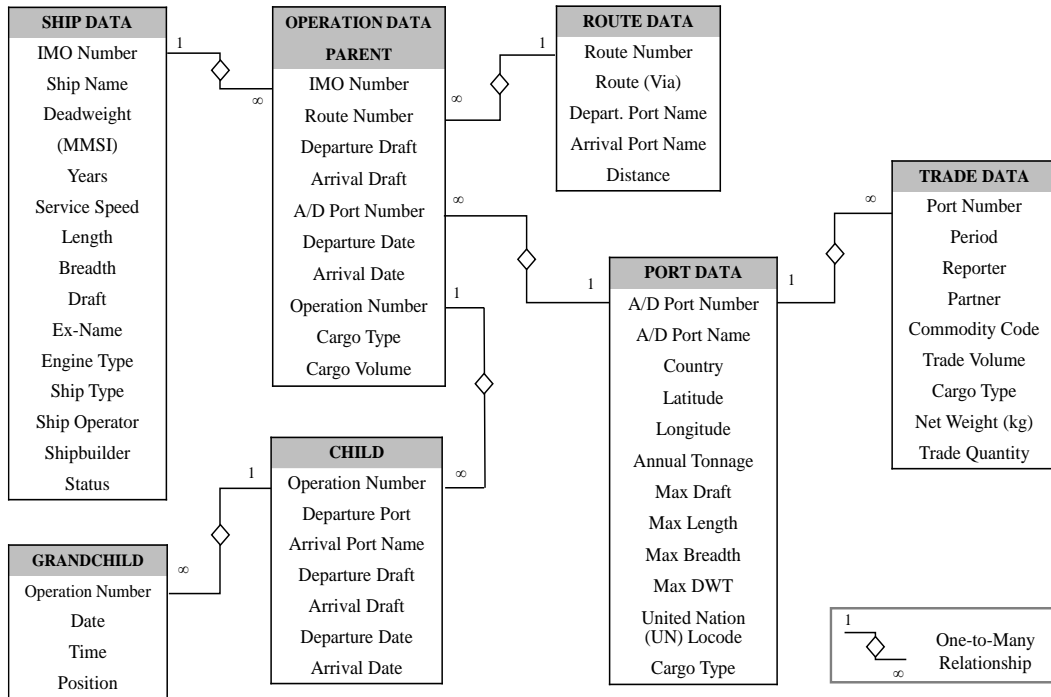 SHIP DATA
IMO Number
Ship Name
Deadweight
(MMSI)
Years
Service Speed
Length
Breadth
Draft
Ex-Name
Engine Type
Ship Type
Ship Operator
Shipbuilder
Status
1
∞
OPERATION DATA
PARENT
IMO Number
Route Number
Departure Draft
Arrival Draft
A/D Port Number
Departure Date
Arrival Date
Operation Number
Cargo Type
Cargo Volume
1
∞
ROUTE DATA
Route Number
Route (Via)
Depart. Port Name
Arrival Port Name
Distance
∞
1
PORT DATA
A/D Port Number
A/D Port Name
Country
Latitude
Longitude
Annual Tonnage
Max Draft
Max Length
Max Breadth
Max DWT
United Nation
(UN) Locode
Cargo Type
1
∞
TRADE DATA
Port Number
Period
Reporter
Partner
Commodity Code
Trade Volume
Cargo Type
Net Weight (kg)
Trade Quantity
1
∞
CHILD
Operation Number
Departure Port
Arrival Port Name
Departure Draft
Arrival Draft
Departure Date
Arrival Date
1
∞
GRANDCHILD
Operation Number
Date
Time
Position
1
∞
One-to-Many
Relationship